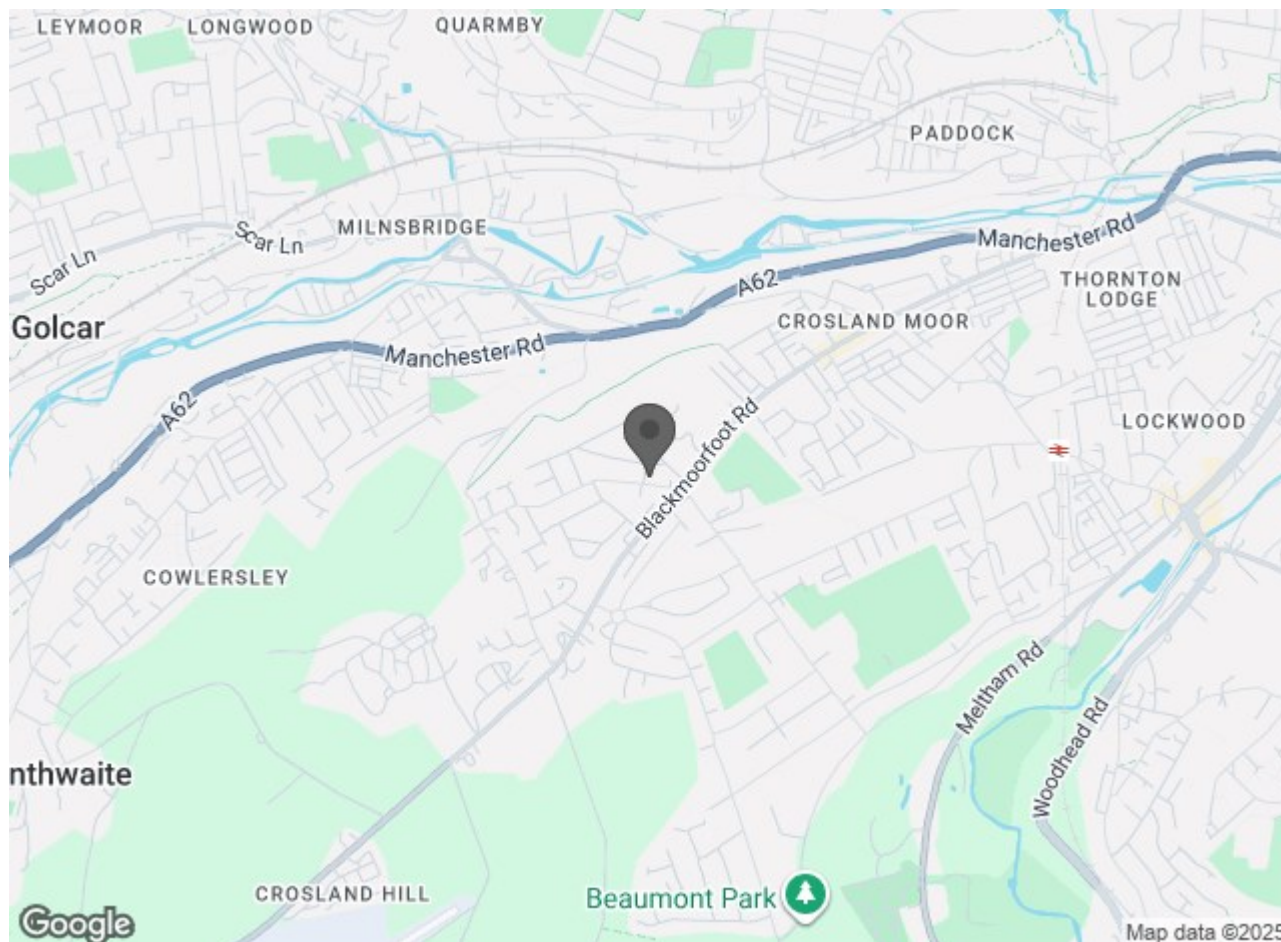 LEYMOOR
LONGWOOD
QUARMBY
PADDOCK
MILNSBRIDGE
Scar Ln
Scar Ln
Manchester Rd
THORNTON
LODGE
A62
Golcar
CROSLAND MOOR
Manchester Rd
A62
Blackmoorfoot Rd
LOCKWOOD
COWLERSLEY
Meltham Rd
Woodhead Rd
nthwaite
CROSLAND HILL
Beaumont Park
Google
Map data ©2025